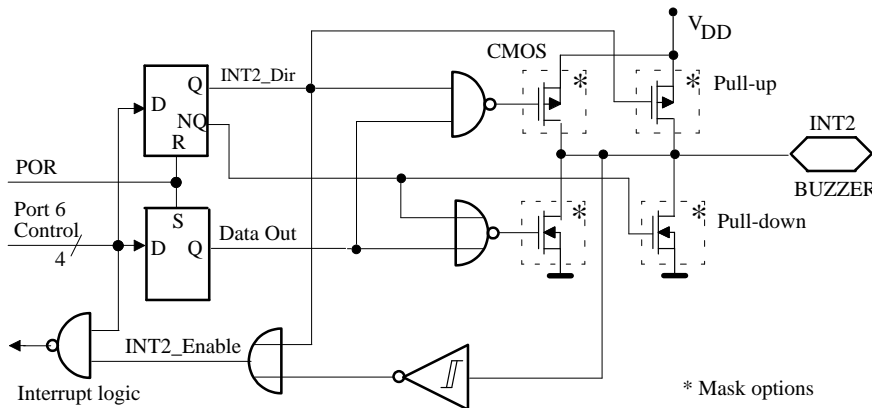 V DD
CMOS
INT2_Dir
Q
D
NQ
R
*
*
Pull-up
INT2
BUZZER
POR
Port 6
Control
4
S
D
Q
Data Out
*
*
Pull-down
INT2_Enable
Interrupt logic
* Mask options